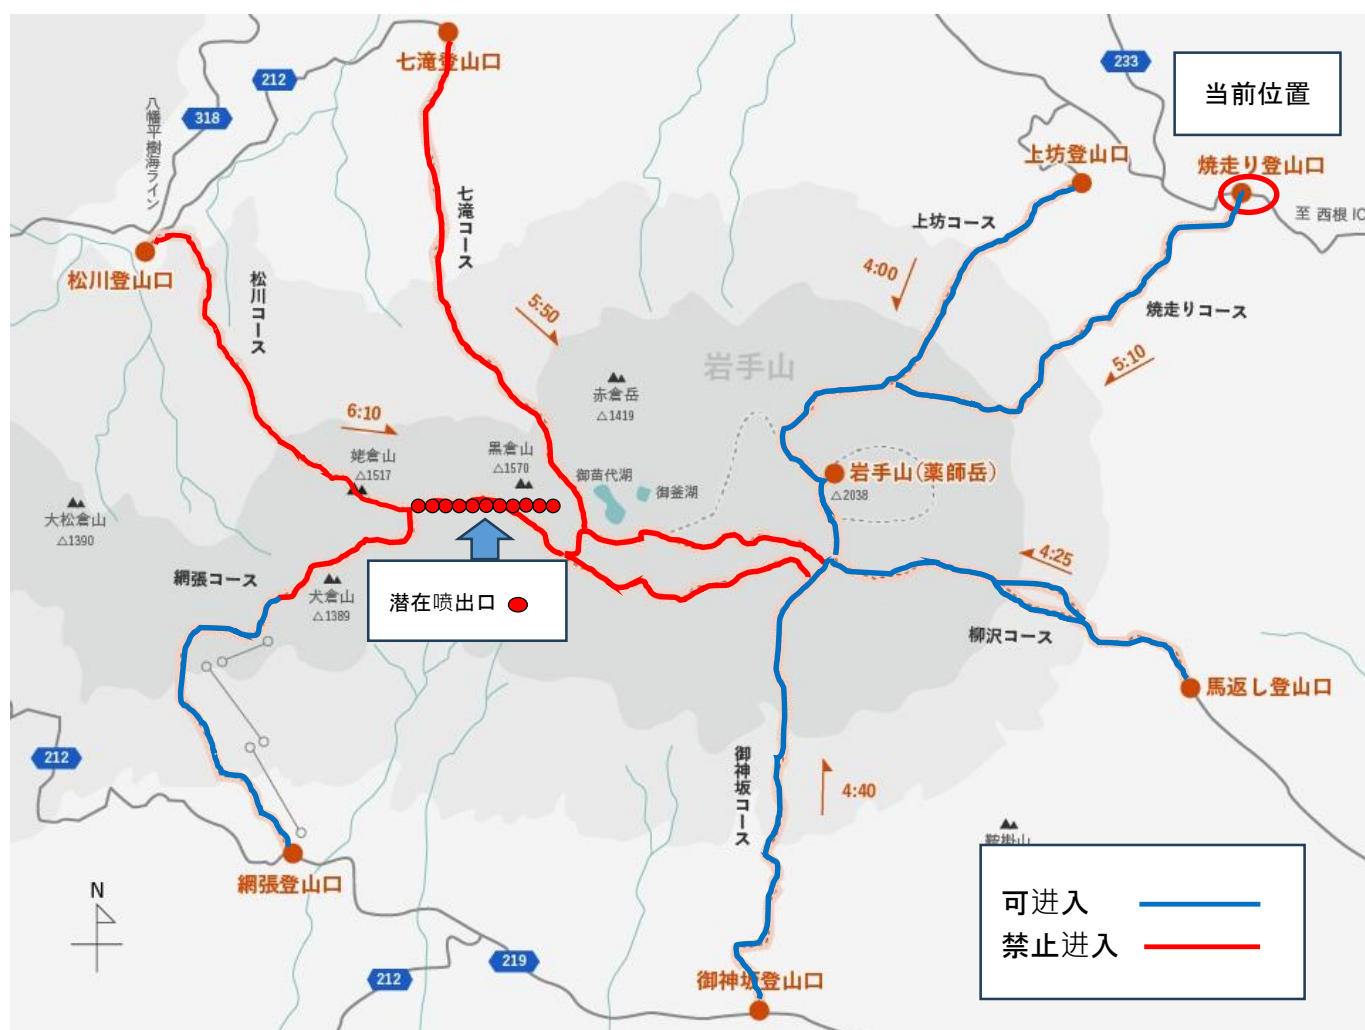 七滝登山口
212
318
八幡平樹海ライン
233
当前位置
上坊登山口
焼走り登山口
至 西根 IC
七滝コース
上坊コース
松川登山口
松川コース
4:00
5:50
焼走りコース
5:10
岩手山
赤倉岳
△1419
6:10
姥倉山
△1517
黒倉山
△1570
御苗代湖
御釜湖
岩手山(薬師岳)
△2038
大松倉山
△1390
4:25
網張コース
犬倉山
△1389
潜在喷出口
柳沢コース
馬返し登山口
212
御神坂コース
4:40
鞍掛山
網張登山口
N
可进入
禁止进入
219
212
御神坂登山口